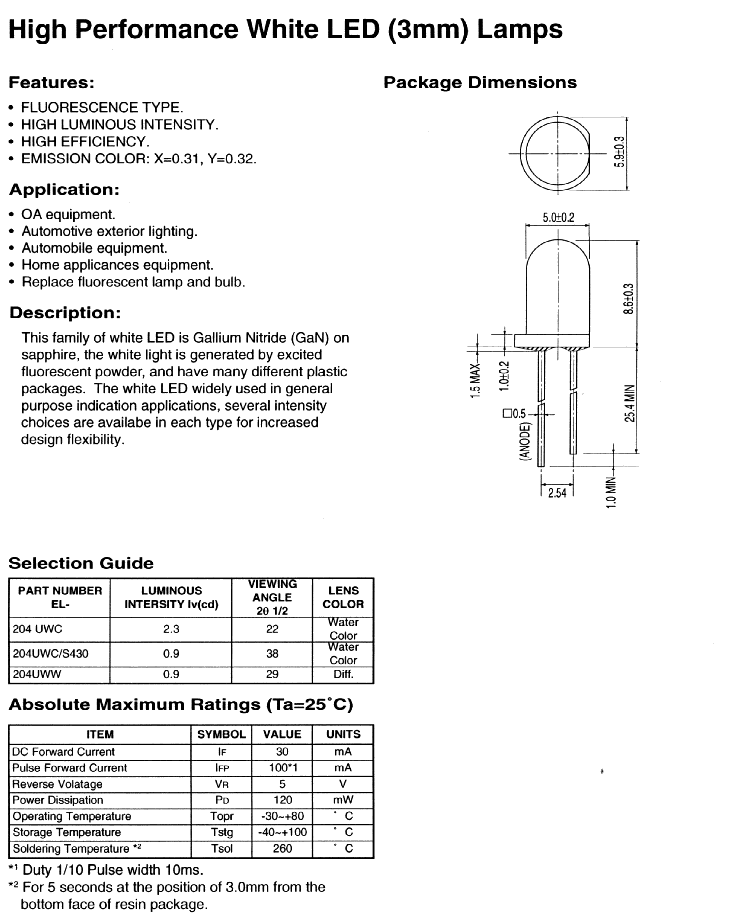 High Performance White LED (3mm) Lamps
Features:
• FLUORESCENCE TYPE.
• HIGH LUMINOUS INTENSITY.
• HIGH EFFICIENCY.
• EMISSION COLOR: X=0.31, Y=0.32.
Application:
• OA equipment.
• Automotive exterior lighting.
• Automobile equipment.
• Home applicances equipment.
• Replace fluorescent lamp and bulb.
Description:
This family of white LED is Gallium Nitride (GaN) on
sapphire, the white light is generated by excited
fluorescent powder, and have many different plastic
packages. The white LED widely used in general
purpose indication applications, several intensity
choices are availabe in each type for increased
design flexibility.
Package Dimensions
5.9±0.3
5.0±0.2
8.6±0.3
1.5 MAX
1.0±0.2
□0.5
(ANODE)
25.4 MIN
2.54
1.0 MIN
Selection Guide
PART NUMBER EL- LUMINOUS INTERSITY Iv(cd) VIEWING ANGLE 2θ 1/2 LENS COLOR
204 UWC 2.3 22 Water Color
204UWC/S430 0.9 38 Water Color
204UWW 0.9 29 Diff.
Absolute Maximum Ratings (Ta=25˚C)
ITEM SYMBOL VALUE UNITS
DC Forward Current IF 30 mA
Pulse Forward Current IFP 100*1 mA
Reverse Volatage VR 5 V
Power Dissipation PD 120 mW
Operating Temperature Topr -30~+80 ˚ C
Storage Temperature Tstg -40~+100 ˚ C
Soldering Temperature *2 Tsol 260 ˚ C
*1 Duty 1/10 Pulse width 10ms.
*2 For 5 seconds at the position of 3.0mm from the
bottom face of resin package.